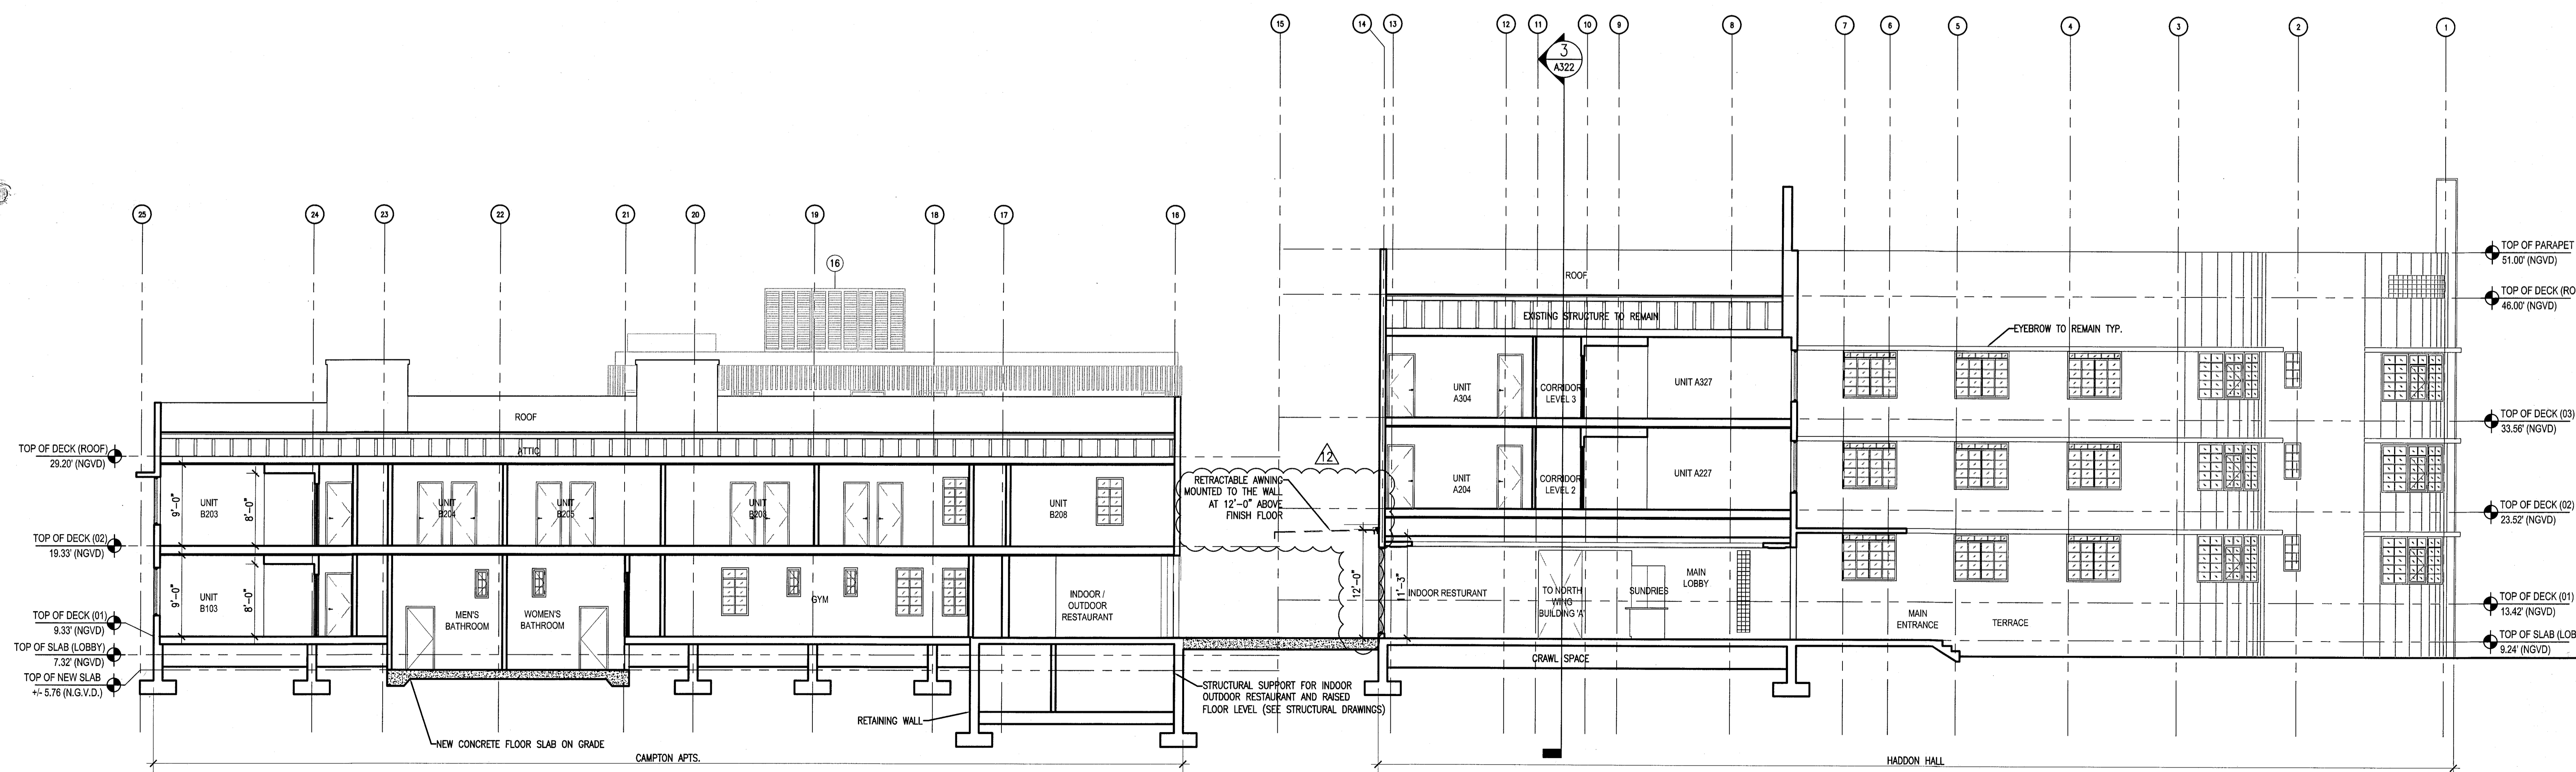 15
14
13
12
11
10
9
8
7
6
5
4
3
2
1
3
A322
25
24
23
22
21
20
19
18
17
16
16
TOP OF PARAPET
51.00' (NGVD)
ROOF
TOP OF DECK (RO
46.00' (NGVD)
EXISTING STRUCTURE TO REMAIN
EYEBROW TO REMAIN TYP.
UNIT
A304
CORRIDOR
LEVEL 3
UNIT A327
ROOF
TOP OF DECK (03)
33.56' (NGVD)
TOP OF DECK (ROOF)
29.20' (NGVD)
ATTIC
12
RETRACTABLE AWNING
MOUNTED TO THE WALL
AT 12'-0" ABOVE
FINISH FLOOR
UNIT
A204
CORRIDOR
LEVEL 2
UNIT A227
UNIT
B203
9'-0"
8'-0"
UNIT
B204
UNIT
B205
UNIT
UNIT
B208
TOP OF DECK (02)
23.52' (NGVD)
TOP OF DECK (02)
19.33' (NGVD)
UNIT
B103
9'-0"
8'-0"
MEN'S
BATHROOM
WOMEN'S
BATHROOM
GYM
INDOOR /
OUTDOOR
RESTAURANT
12'-0"
11'-3"
INDOOR RESTURANT
TO NORTH
WING
BUILDING 'A'
SUNDRIES
MAIN
LOBBY
MAIN
ENTRANCE
TERRACE
TOP OF DECK (01)
13.42' (NGVD)
TOP OF DECK (01)
9.33' (NGVD)
TOP OF SLAB (LOBBY)
7.32' (NGVD)
TOP OF SLAB (LOB
9.24' (NGVD)
TOP OF NEW SLAB
+/- 5.76 (N.G.V.D.)
CRAWL SPACE
STRUCTURAL SUPPORT FOR INDOOR
OUTDOOR RESTAURANT AND RAISED
FLOOR LEVEL (SEE STRUCTURAL DRAWINGS)
RETAINING WALL
NEW CONCRETE FLOOR SLAB ON GRADE
CAMPTON APTS.
HADDON HALL